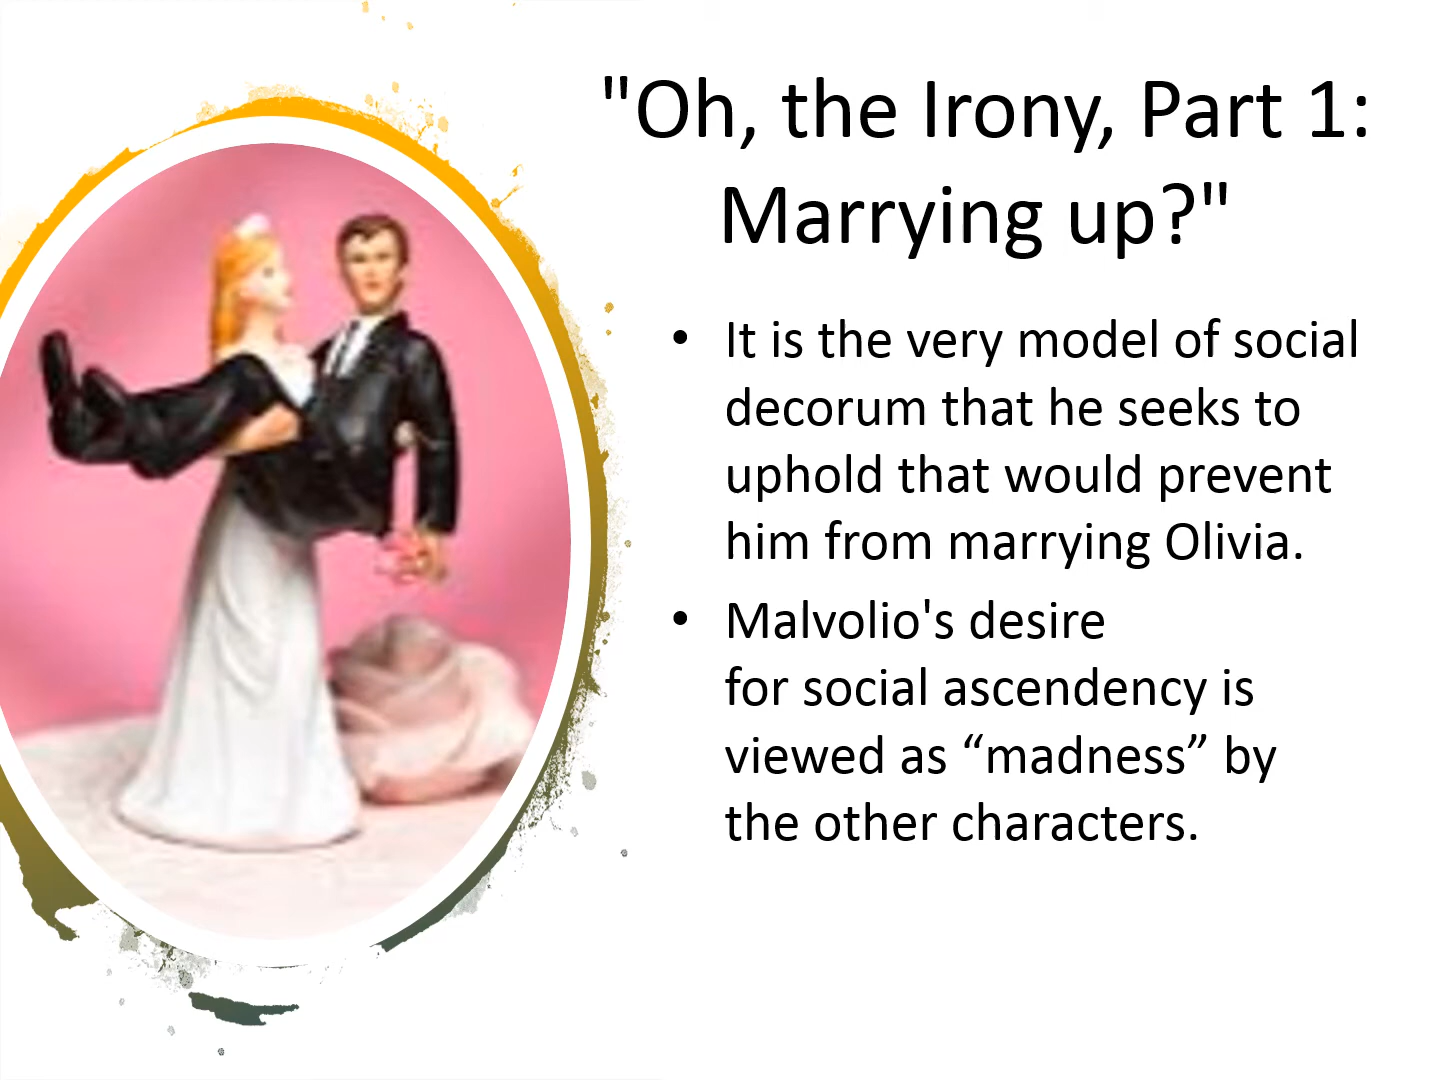 "Oh, the Irony, Part 1:
Marrying up?"
• It is the very model of social
decorum that he seeks to
uphold that would prevent
him from marrying Olivia.
• Malvolio's desire
for social ascendency is
viewed as “madness” by
the other characters.